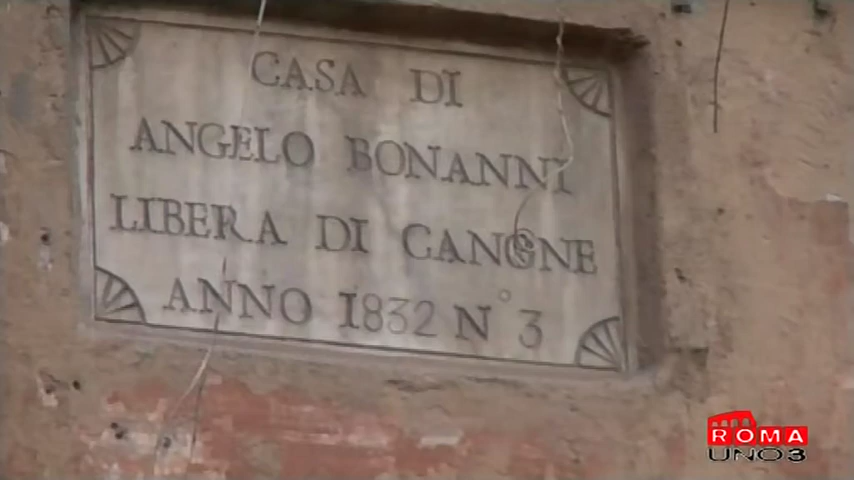 CASA DI
ANGELO BONANNI
LIBERA DI CANONE
ANNO 1832 N° 3
ROMA
UNO3